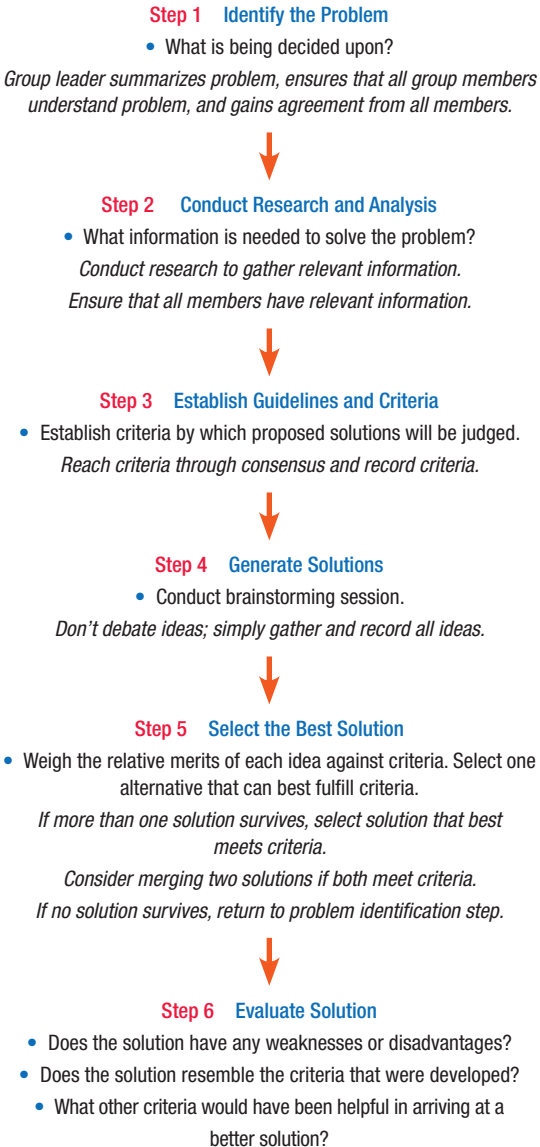 Step 1 Identify the Problem
• What is being decided upon?
Group leader summarizes problem, ensures that all group members
understand problem, and gains agreement from all members.
Step 2 Conduct Research and Analysis
• What information is needed to solve the problem?
Conduct research to gather relevant information.
Ensure that all members have relevant information.
Step 3 Establish Guidelines and Criteria
• Establish criteria by which proposed solutions will be judged.
Reach criteria through consensus and record criteria.
Step 4 Generate Solutions
• Conduct brainstorming session.
Don’t debate ideas; simply gather and record all ideas.
Step 5 Select the Best Solution
• Weigh the relative merits of each idea against criteria. Select one
alternative that can best fulfill criteria.
If more than one solution survives, select solution that best
meets criteria.
Consider merging two solutions if both meet criteria.
If no solution survives, return to problem identification step.
Step 6 Evaluate Solution
• Does the solution have any weaknesses or disadvantages?
• Does the solution resemble the criteria that were developed?
• What other criteria would have been helpful in arriving at a
better solution?